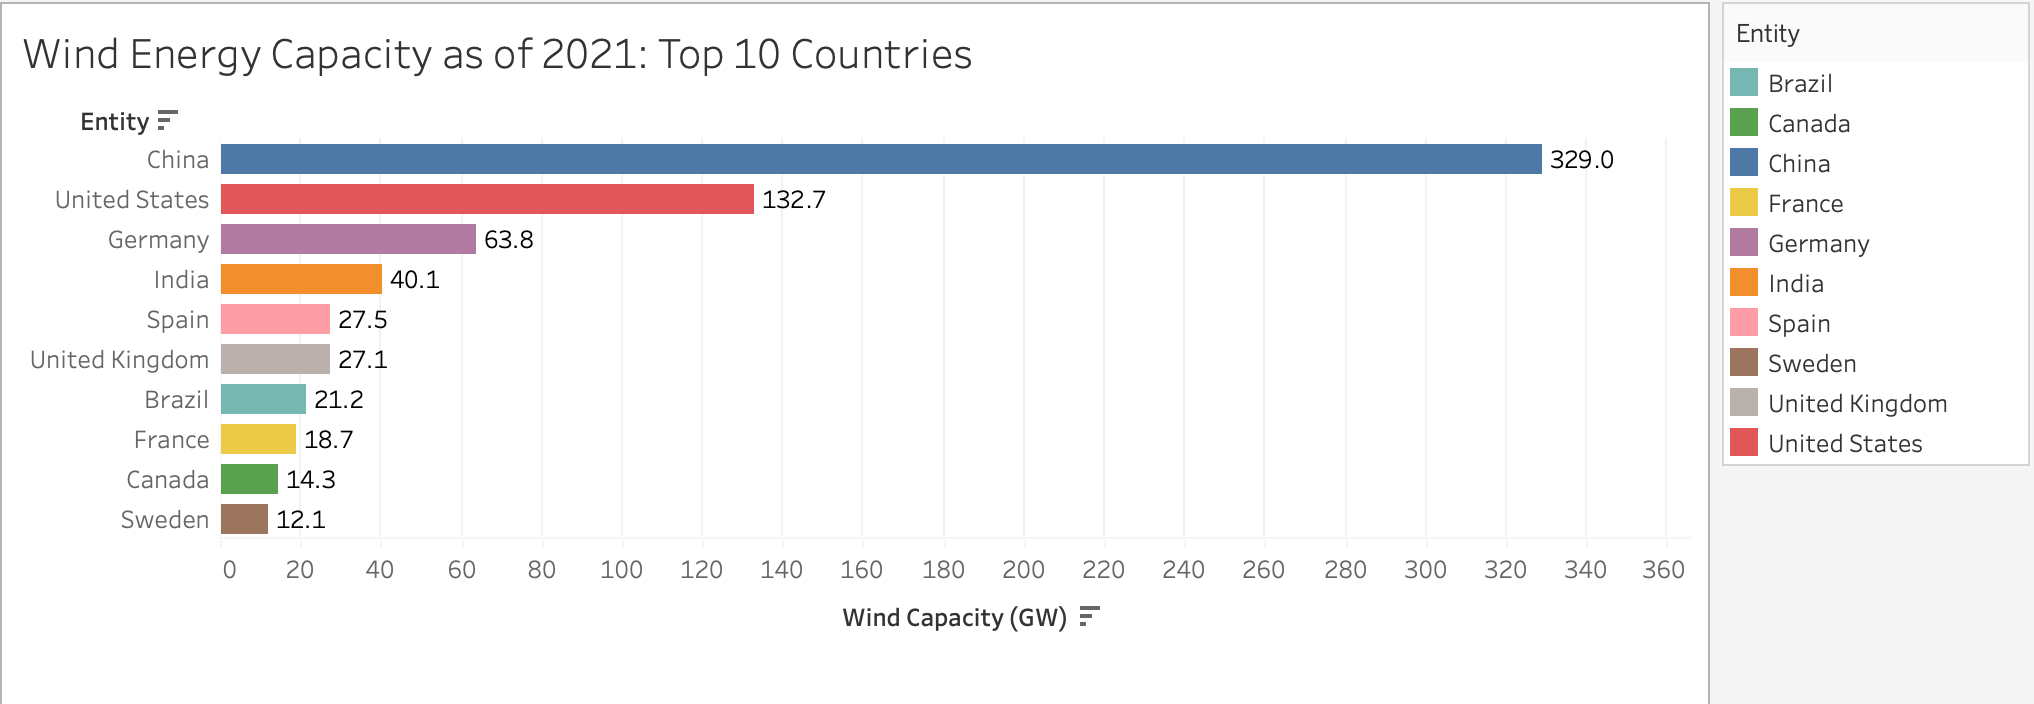 Wind Energy Capacity as of 2021: Top 10 Countries
Entity
China 329.0
United States 132.7
Germany 63.8
India 40.1
Spain 27.5
United Kingdom 27.1
Brazil 21.2
France 18.7
Canada 14.3
Sweden 12.1
0 20 40 60 80 100 120 140 160 180 200 220 240 260 280 300 320 340 360
Wind Capacity (GW)
Entity
Brazil
Canada
China
France
Germany
India
Spain
Sweden
United Kingdom
United States